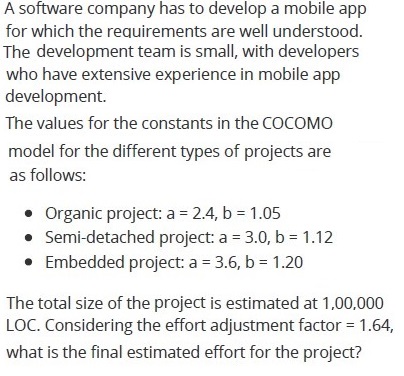 A software company has to develop a mobile app
for which the requirements are well understood.
The development team is small, with developers
who have extensive experience in mobile app
development.
The values for the constants in the COCOMO
model for the different types of projects are
as follows:
• Organic project: a = 2.4, b = 1.05
• Semi-detached project: a = 3.0, b = 1.12
• Embedded project: a = 3.6, b = 1.20
The total size of the project is estimated at 1,00,000
LOC. Considering the effort adjustment factor = 1.64,
what is the final estimated effort for the project?